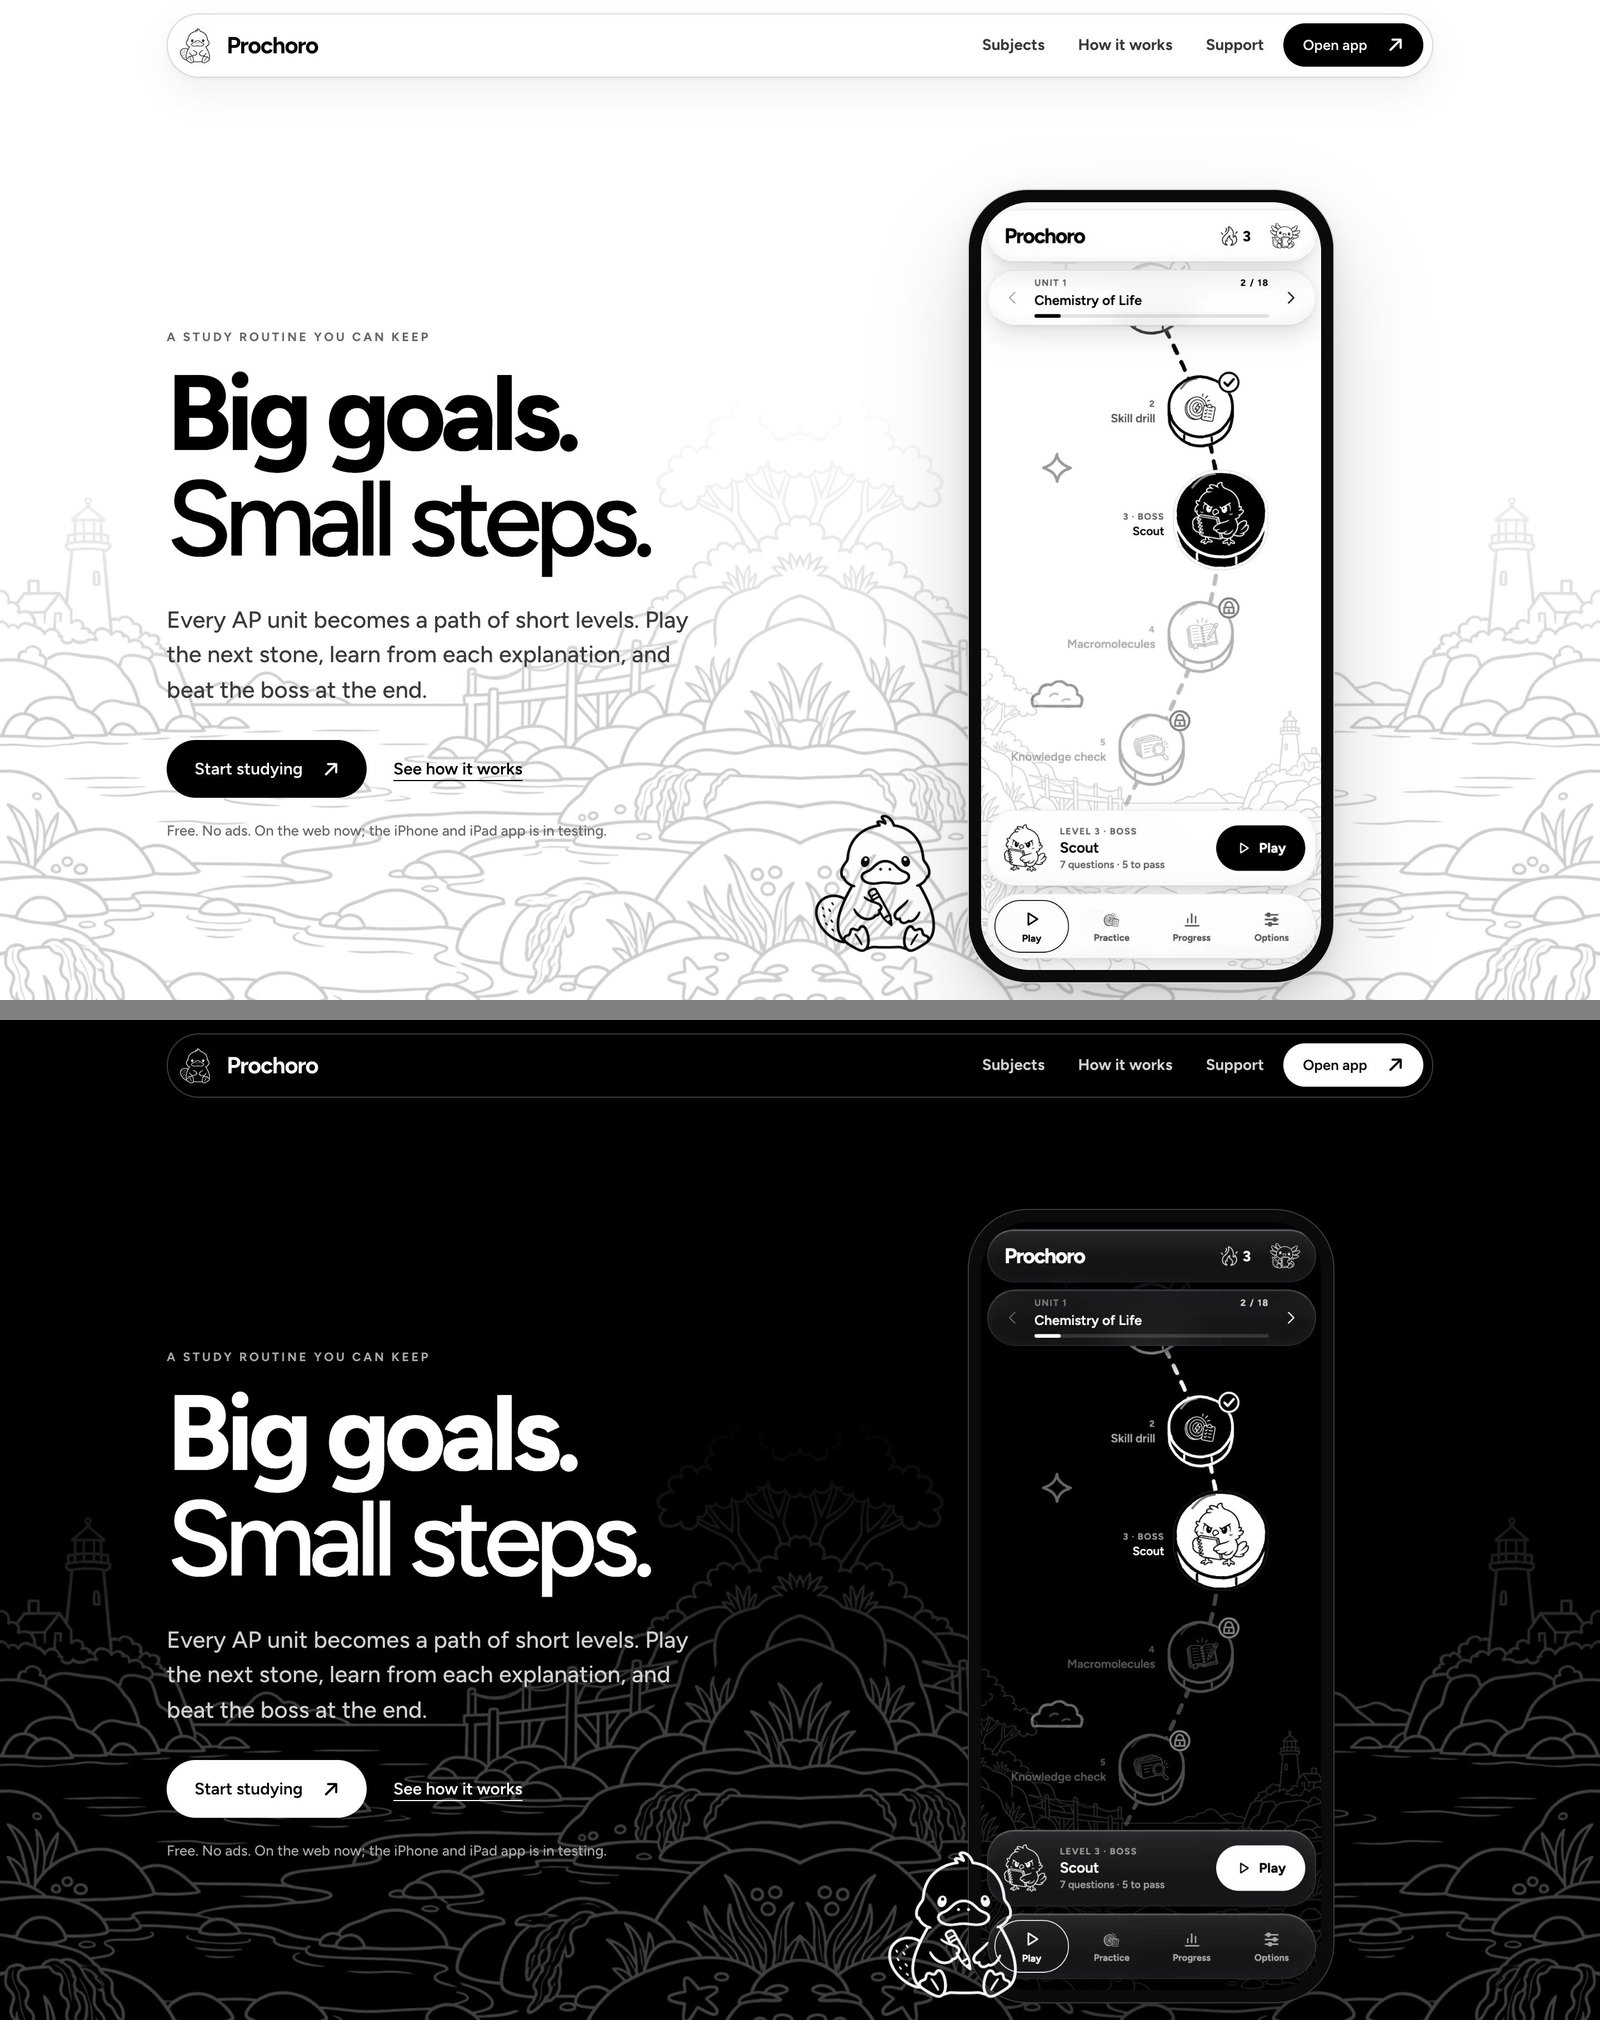 Prochoro
Subjects
How it works
Support
Open app
A STUDY ROUTINE YOU CAN KEEP
Big goals.
Small steps.
Every AP unit becomes a path of short levels. Play
the next stone, learn from each explanation, and
beat the boss at the end.
Start studying
See how it works
Free. No ads. On the web now; the iPhone and iPad app is in testing.
Prochoro
3
UNIT 1
2 / 18
Chemistry of Life
2
Skill drill
3 · BOSS
Scout
4
Macromolecules
5
Knowledge check
LEVEL 3 · BOSS
Scout
7 questions · 5 to pass
Play
Play
Practice
Progress
Options
Prochoro
Subjects
How it works
Support
Open app
A STUDY ROUTINE YOU CAN KEEP
Big goals.
Small steps.
Every AP unit becomes a path of short levels. Play
the next stone, learn from each explanation, and
beat the boss at the end.
Start studying
See how it works
Free. No ads. On the web now; the iPhone and iPad app is in testing.
Prochoro
3
UNIT 1
2 / 18
Chemistry of Life
2
Skill drill
3 · BOSS
Scout
4
Macromolecules
5
Knowledge check
LEVEL 3 · BOSS
Scout
7 questions · 5 to pass
Play
Play
Practice
Progress
Options